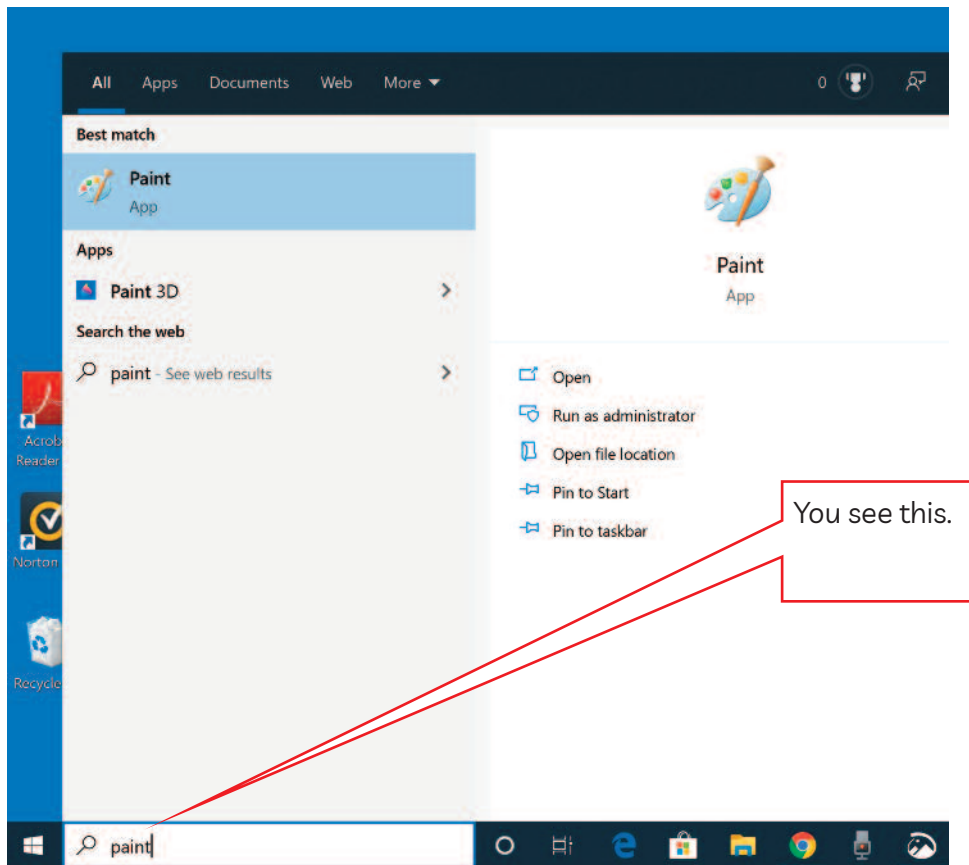 All Apps Documents Web More 0
Best match
Paint
App
Apps
Paint 3D
Search the web
paint - See web results
Paint
App
Open
Run as administrator
Open file location
Pin to Start
Pin to taskbar
You see this.
Acrob
Reader
Norton
Recycle
paint